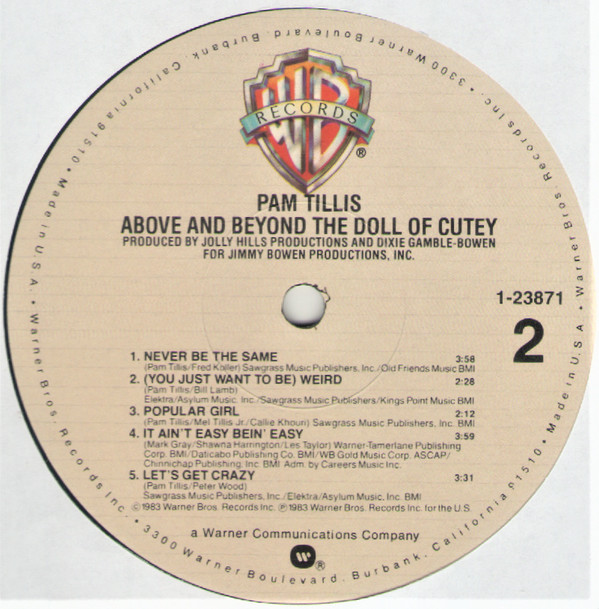 Warner Bros. Records Inc. • 3300 Warner Boulevard, Burbank, California 91510 • Made in U.S.A. • Warner Bros. Records Inc. • 3300 Warner Boulevard, Burbank, California 91510 • Made in U.S.A. •
WB
RECORDS
®
PAM TILLIS
ABOVE AND BEYOND THE DOLL OF CUTEY
PRODUCED BY JOLLY HILLS PRODUCTIONS AND DIXIE GAMBLE-BOWEN
FOR JIMMY BOWEN PRODUCTIONS, INC.
1-23871
2
1. NEVER BE THE SAME 3:58
(Pam Tillis/Fred Koller) Sawgrass Music Publishers, Inc./Old Friends Music BMI
2. (YOU JUST WANT TO BE) WEIRD 2:28
(Pam Tillis/Bill Lamb)
Elektra/Asylum Music, Inc./Sawgrass Music Publishers/Kings Point Music BMI
3. POPULAR GIRL 2:12
(Pam Tillis/Mel Tillis Jr./Callie Khouri) Sawgrass Music Publishers, Inc. BMI
4. IT AIN'T EASY BEIN' EASY 3:59
(Mark Gray/Shawna Harrington/Les Taylor) Warner-Tamerlane Publishing
Corp. BMI/Daticabo Publishing Co. BMI/WB Gold Music Corp. ASCAP/
Chinnichap Publishing, Inc. BMI Adm. by Careers Music Inc.
5. LET'S GET CRAZY 3:31
(Pam Tillis/Peter Wood)
Sawgrass Music Publishers, Inc./Elektra/Asylum Music, Inc. BMI
©1983 Warner Bros. Records Inc. ℗1983 Warner Bros. Records Inc. for the U.S.
a Warner Communications Company
®